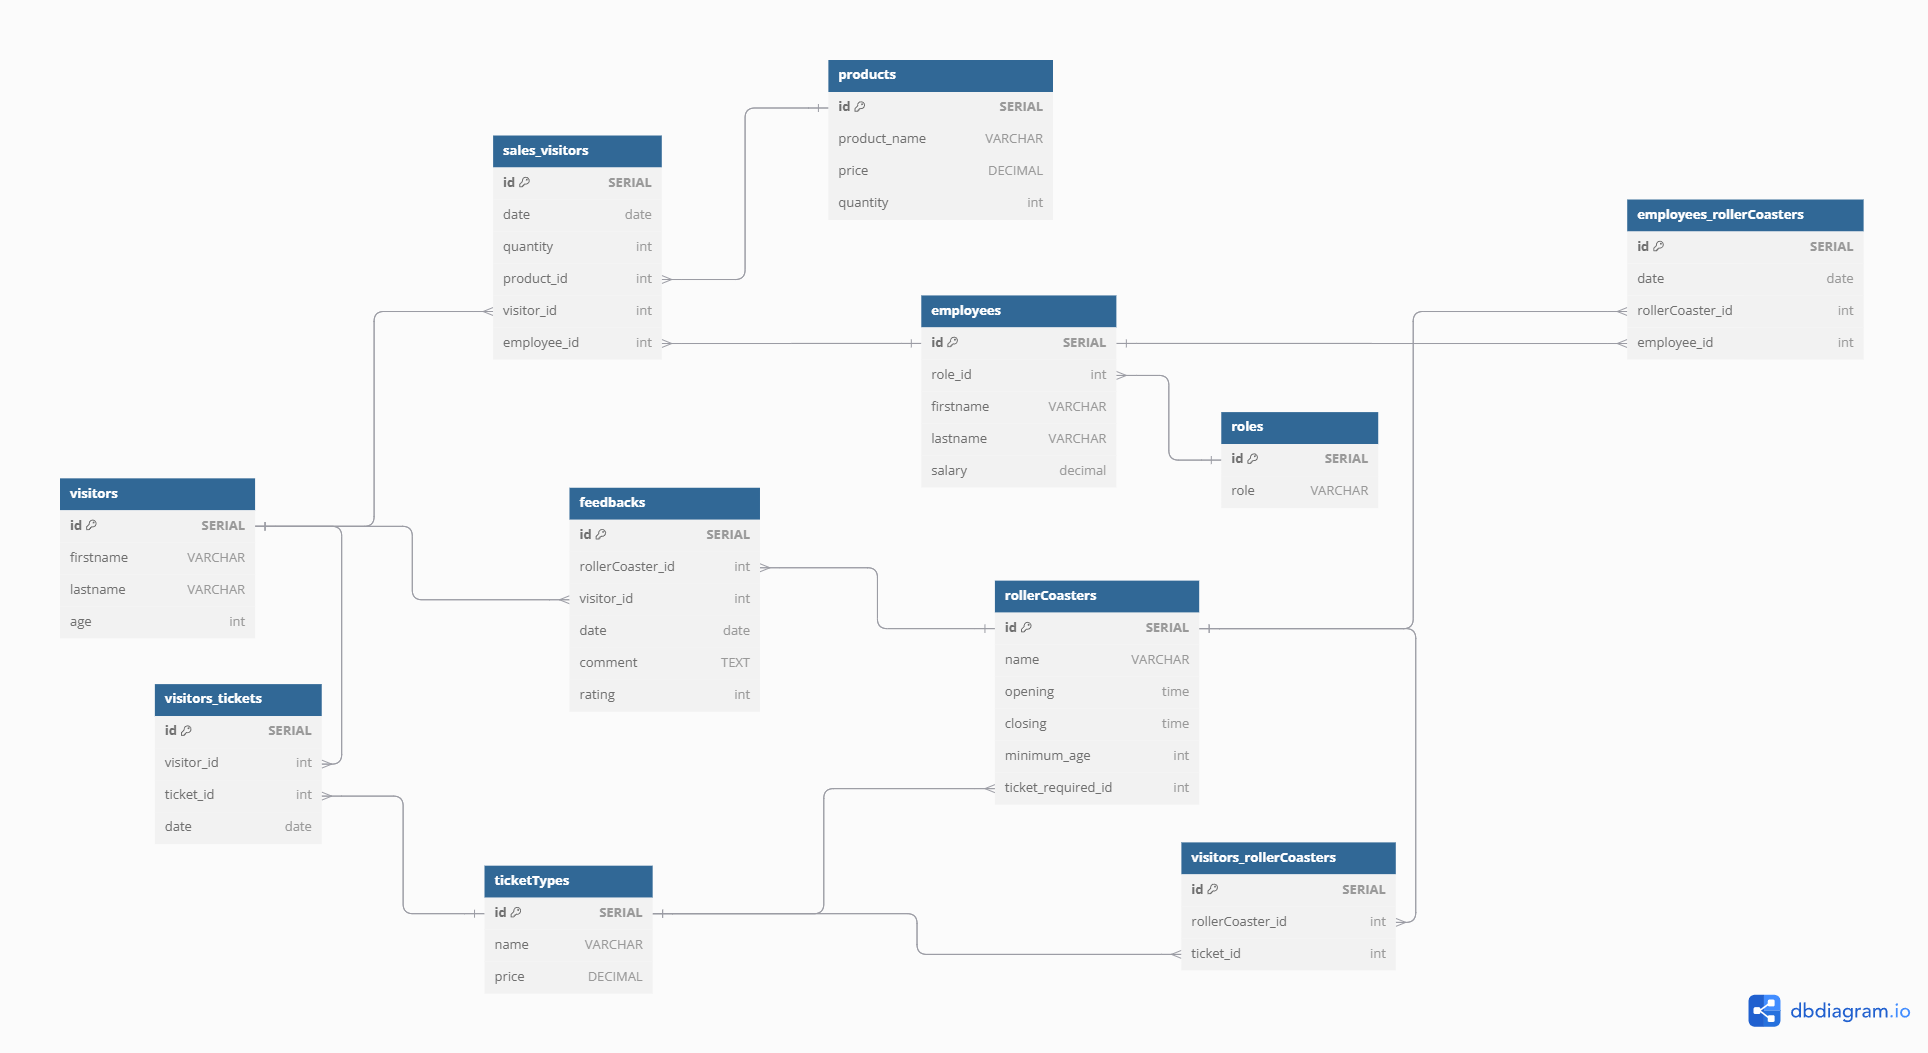 products
id SERIAL
product_name VARCHAR
price DECIMAL
quantity int
sales_visitors
id SERIAL
date date
quantity int
product_id int
visitor_id int
employee_id int
employees_rollerCoasters
id SERIAL
date date
rollerCoaster_id int
employee_id int
employees
id SERIAL
role_id int
firstname VARCHAR
lastname VARCHAR
salary decimal
roles
id SERIAL
role VARCHAR
visitors
id SERIAL
firstname VARCHAR
lastname VARCHAR
age int
feedbacks
id SERIAL
rollerCoaster_id int
visitor_id int
date date
comment TEXT
rating int
rollerCoasters
id SERIAL
name VARCHAR
opening time
closing time
minimum_age int
ticket_required_id int
visitors_tickets
id SERIAL
visitor_id int
ticket_id int
date date
ticketTypes
id SERIAL
name VARCHAR
price DECIMAL
visitors_rollerCoasters
id SERIAL
rollerCoaster_id int
ticket_id int
dbdiagram.io